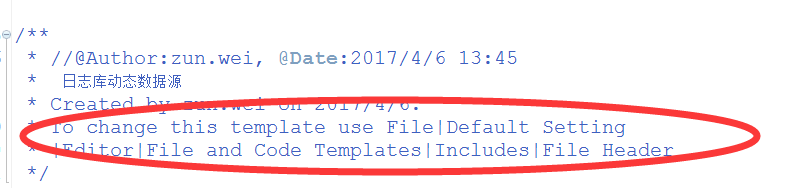 /**
* //@Author:zun.wei, @Date:2017/4/6 13:45
* 日志库动态数据源
* Created by zun.wei on 2017/4/6.
* To change this template use File|Default Setting
* |Editor|File and Code Templates|Includes|File Header
*/